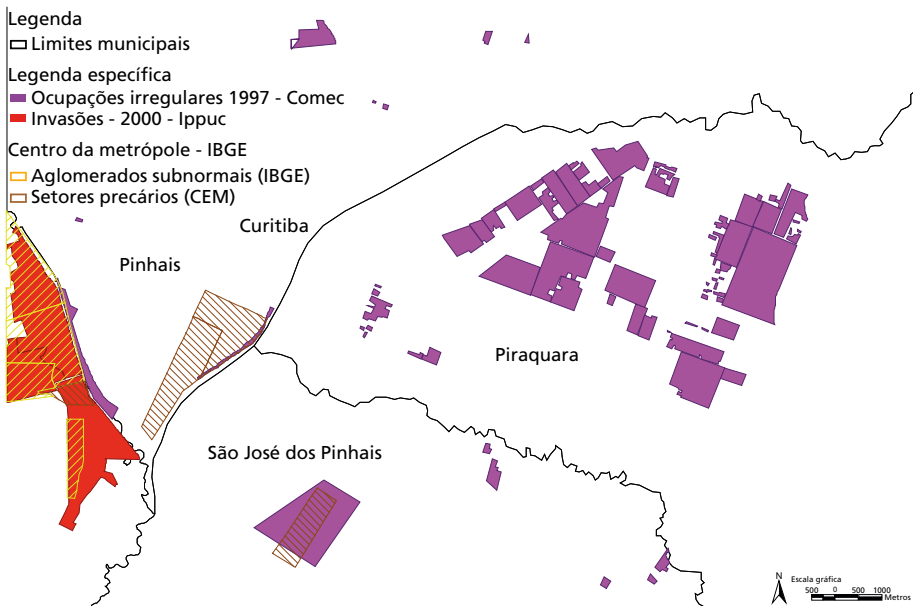 Legenda
Limites municipais
Legenda específica
Ocupações irregulares 1997 - Comec
Invasões - 2000 - Ippuc
Centro da metrópole - IBGE
Aglomerados subnormais (IBGE)
Setores precários (CEM)
Curitiba
Pinhais
Piraquara
São José dos Pinhais
N
Escala gráfica
500 0 500 1000
Metros